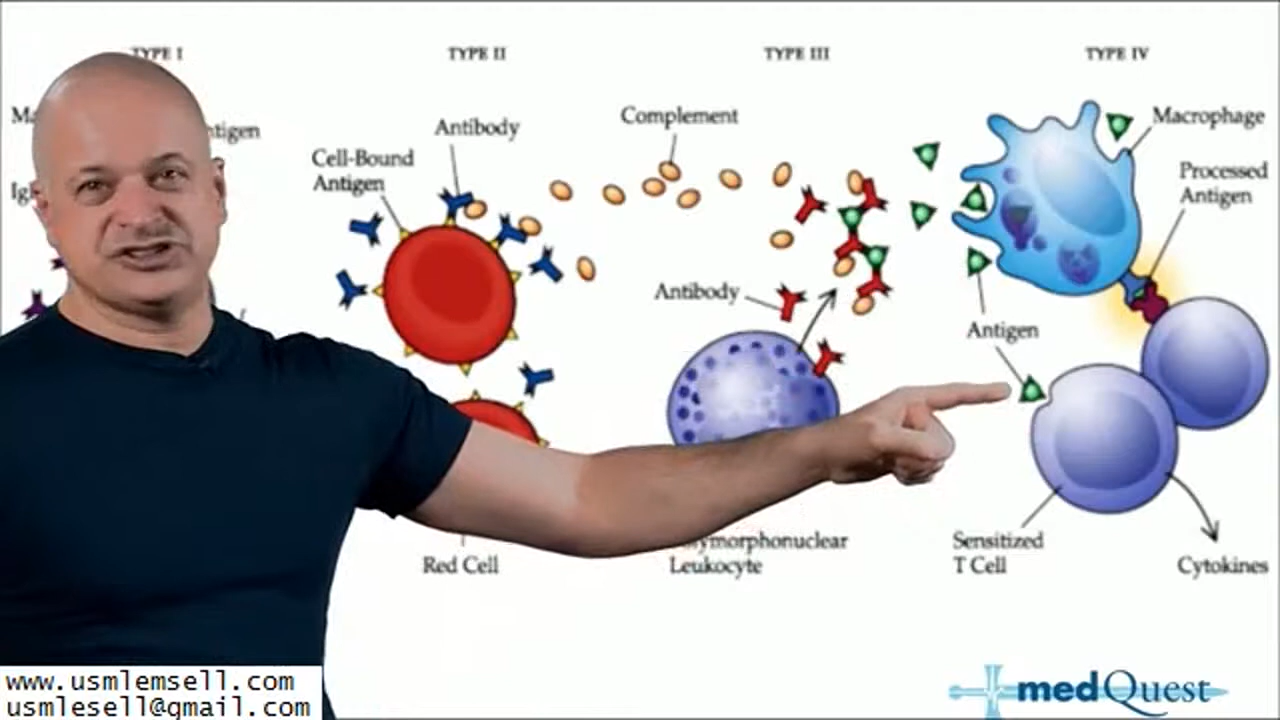 TYPE I
TYPE II
TYPE III
TYPE IV
Antibody
Cell-Bound
Antigen
Red Cell
Complement
Antibody
Leukocyte
Macrophage
Processed
Antigen
Antigen
Sensitized
T Cell
Cytokines
www.usmlemsell.com
usmlesell@gmail.com
medQuest